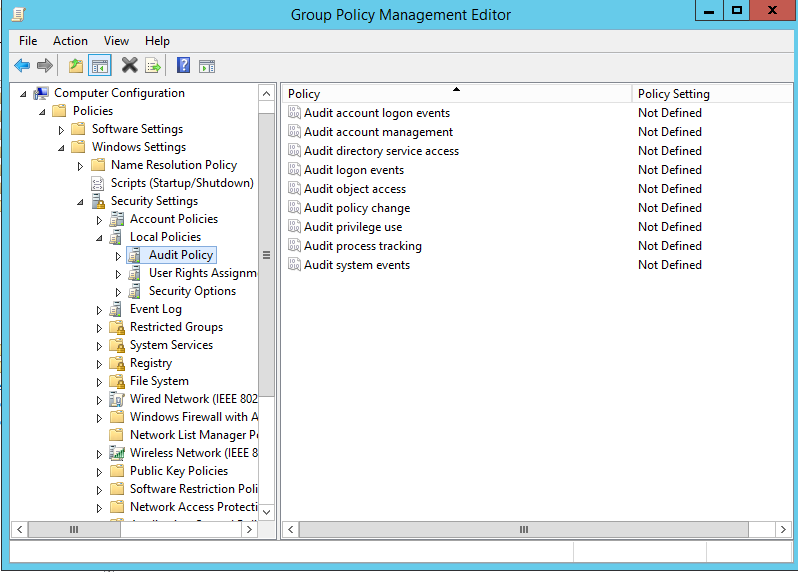 Group Policy Management Editor
File Action View Help
Computer Configuration
Policies
Software Settings
Windows Settings
Name Resolution Policy
Scripts (Startup/Shutdown)
Security Settings
Account Policies
Local Policies
Audit Policy
User Rights Assignm
Security Options
Event Log
Restricted Groups
System Services
Registry
File System
Wired Network (IEEE 802
Windows Firewall with A
Network List Manager P
Wireless Network (IEEE 8
Public Key Policies
Software Restriction Poli
Network Access Protecti
Policy Policy Setting
Audit account logon events Not Defined
Audit account management Not Defined
Audit directory service access Not Defined
Audit logon events Not Defined
Audit object access Not Defined
Audit policy change Not Defined
Audit privilege use Not Defined
Audit process tracking Not Defined
Audit system events Not Defined